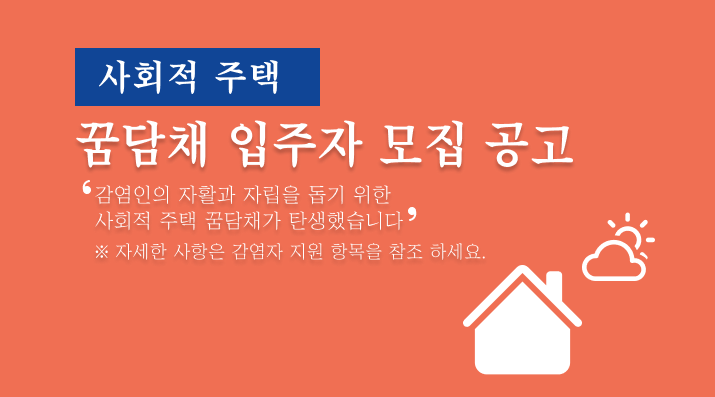 사회적 주택
꿈담채 입주자 모집 공고
‘감염인의 자활과 자립을 돕기 위한
사회적 주택 꿈담채가 탄생했습니다’
※ 자세한 사항은 감염자 지원 항목을 참조 하세요.